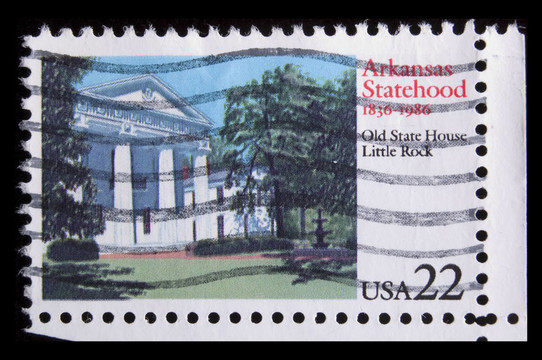 Arkansas
Statehood
1836-1986
Old State House
Little Rock
USA22